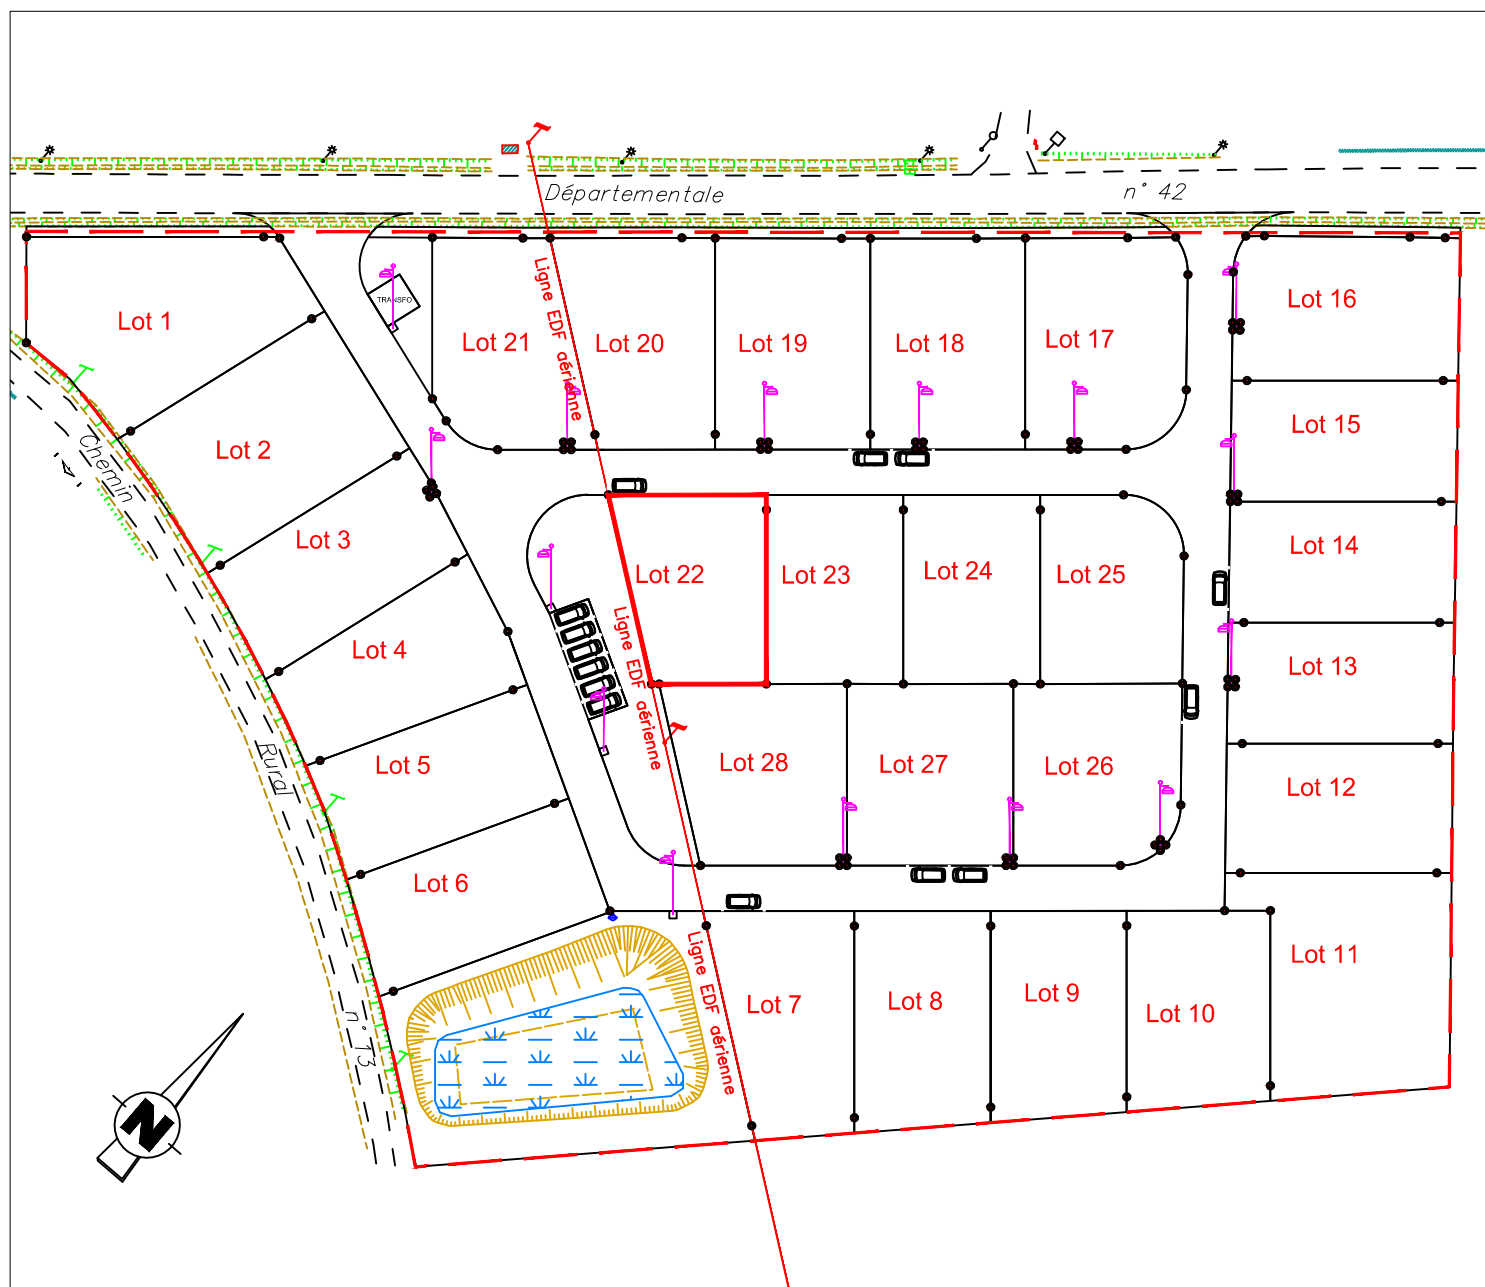 Départementale
n° 42
Ligne EDF aérienne
TRANSFO
Lot 1
Lot 21
Lot 20
Lot 19
Lot 18
Lot 17
Lot 16
Lot 2
Lot 15
Chemin
Lot 3
Lot 22
Lot 23
Lot 24
Lot 25
Lot 14
Ligne EDF aérienne
Lot 4
Lot 13
Rural
Lot 5
Lot 28
Lot 27
Lot 26
Lot 12
Lot 6
Ligne EDF aérienne
Lot 7
Lot 8
Lot 9
Lot 10
Lot 11
n° 13
N